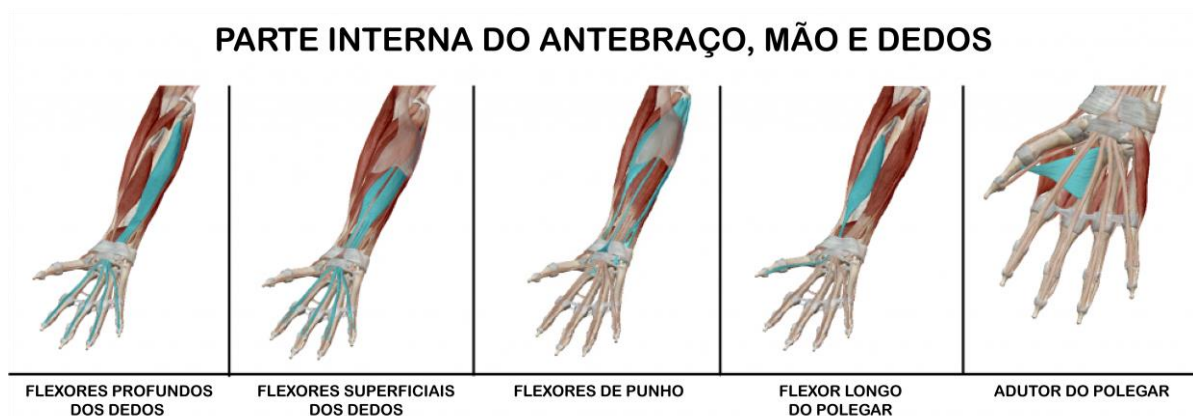 PARTE INTERNA DO ANTEBRAÇO, MÃO E DEDOS
FLEXORES PROFUNDOS
DOS DEDOS
FLEXORES SUPERFICIAIS
DOS DEDOS
FLEXORES DE PUNHO
FLEXOR LONGO
DO POLEGAR
ADUTOR DO POLEGAR